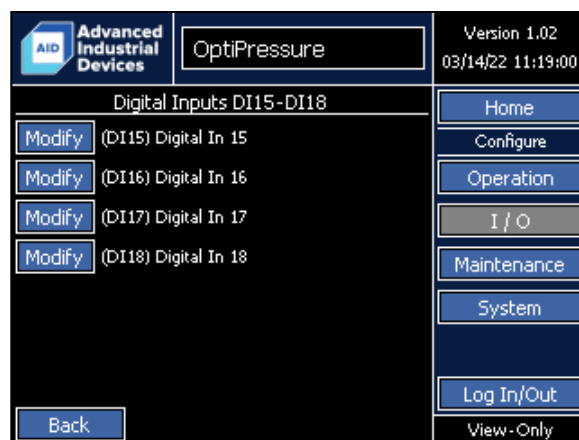 AID
Advanced
Industrial
Devices
OptiPressure
Version 1.02
03/14/22 11:19:00
Digital Inputs DI15-DI18
Modify (DI15) Digital In 15
Modify (DI16) Digital In 16
Modify (DI17) Digital In 17
Modify (DI18) Digital In 18
Back
Home
Configure
Operation
I / O
Maintenance
System
Log In/Out
View-Only